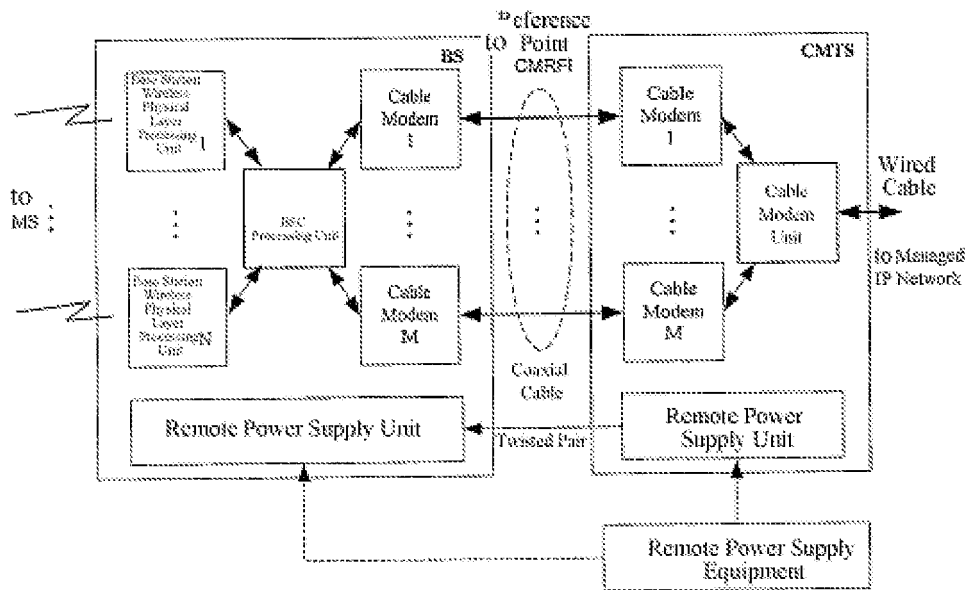 eference
to Point
CMRFI
BS
CMTS
Base Station
Wireless
Physical
Layer
Processing
Unit 1
Cable
Modem
1
Cable
Modem
1
to
MS
Processing Unit
Cable
Modem
Unit
Wired
Cable
to Managed
IP Network
Base Station
Wireless
Physical
Layer
Processing
Unit N
Cable
Modem
M
Cable
Modem
M
Coaxial
Cable
Remote Power Supply Unit
Twisted Pair
Remote Power
Supply Unit
Remote Power Supply
Equipment